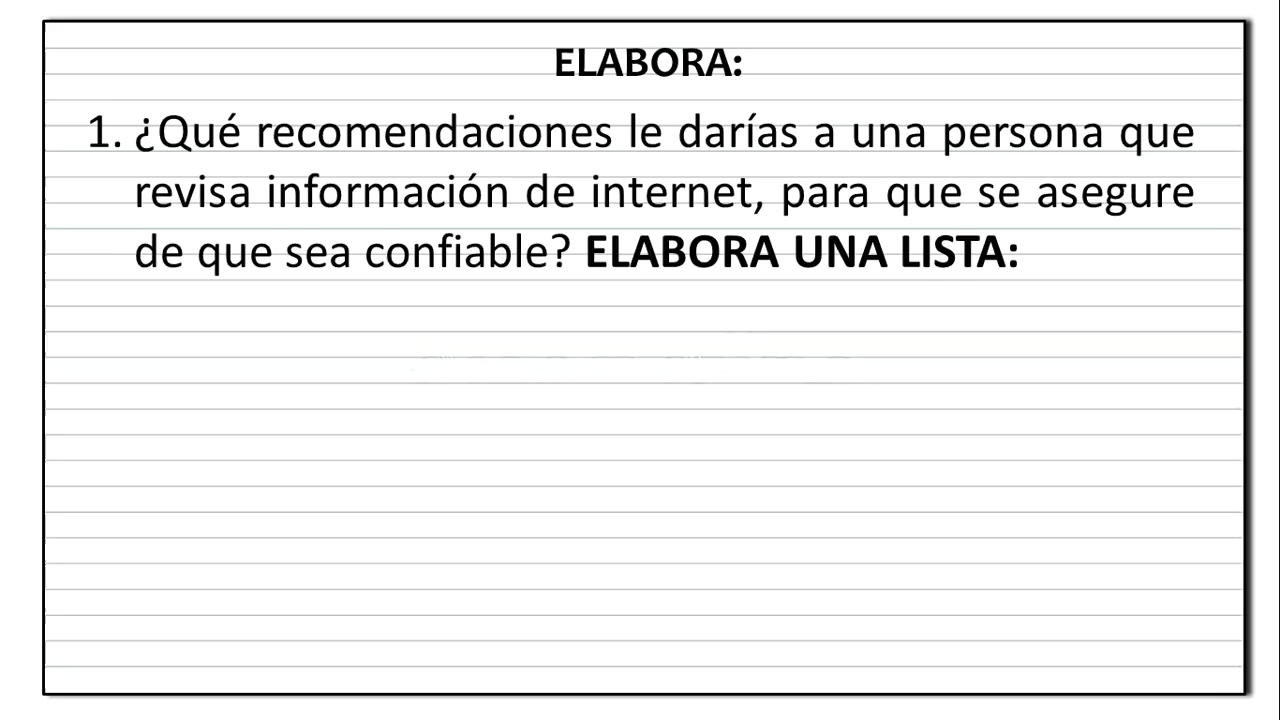 ELABORA:
1. ¿Qué recomendaciones le darías a una persona que
revisa información de internet, para que se asegure
de que sea confiable? ELABORA UNA LISTA: